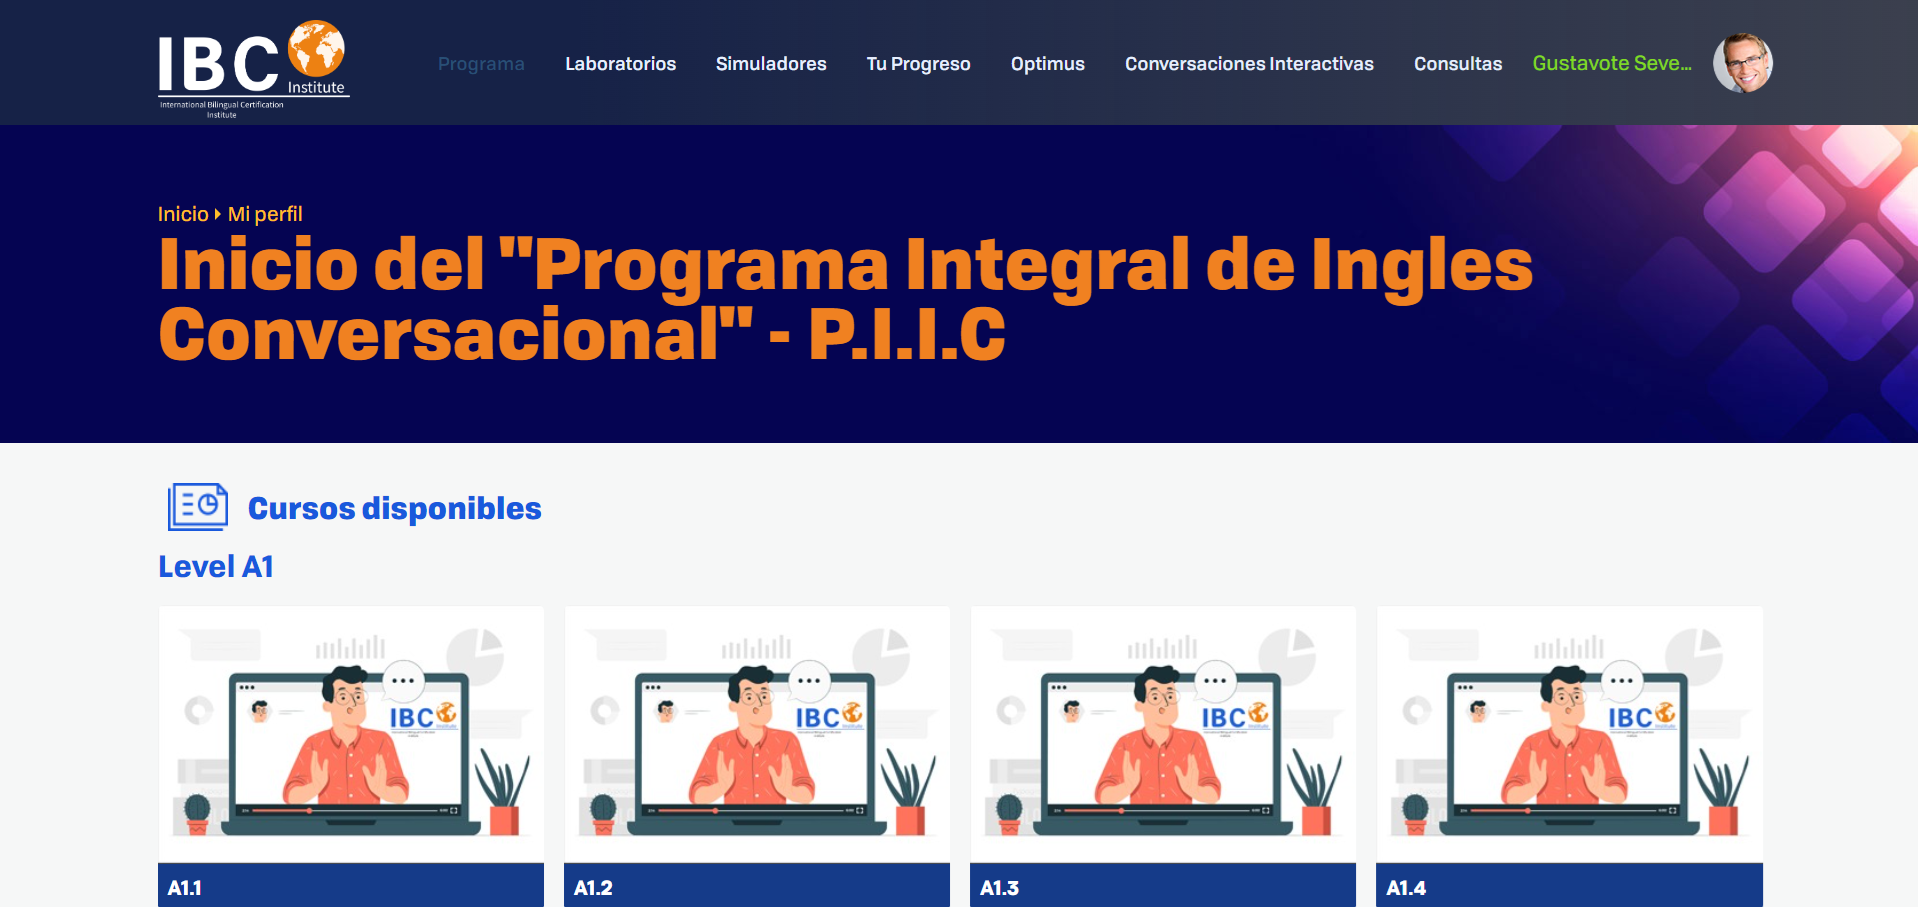 IBC
Institute
International Bilingual Certification
Institute
Programa
Laboratorios
Simuladores
Tu Progreso
Optimus
Conversaciones Interactivas
Consultas
Gustavote Seve...
Inicio
Mi perfil
Inicio del "Programa Integral de Ingles
Conversacional" - P.I.I.C
Cursos disponibles
Level A1
IBC
IBC
IBC
IBC
A1.1
A1.2
A1.3
A1.4